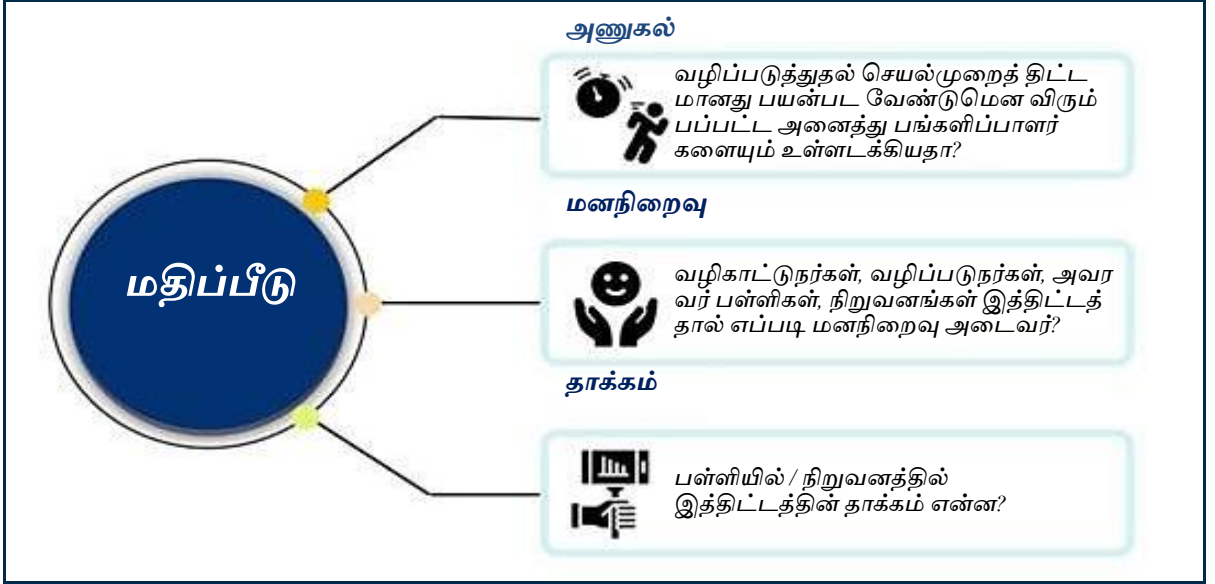 அணுகல்
வழிப்படுத்துதல் செயல்முறைத் திட்ட
மானது பயன்பட வேண்டுமென விரும்
பப்பட்ட அனைத்து பங்களிப்பாளர்
களையும் உள்ளடக்கியதா?
மனநிறைவு
மதிப்பீடு
வழிகாட்டுநர்கள், வழிப்படுநர்கள், அவர
வர் பள்ளிகள், நிறுவனங்கள் இத்திட்டத்
தால் எப்படி மனநிறைவு அடைவர்?
தாக்கம்
பள்ளியில் / நிறுவனத்தில்
இத்திட்டத்தின் தாக்கம் என்ன?